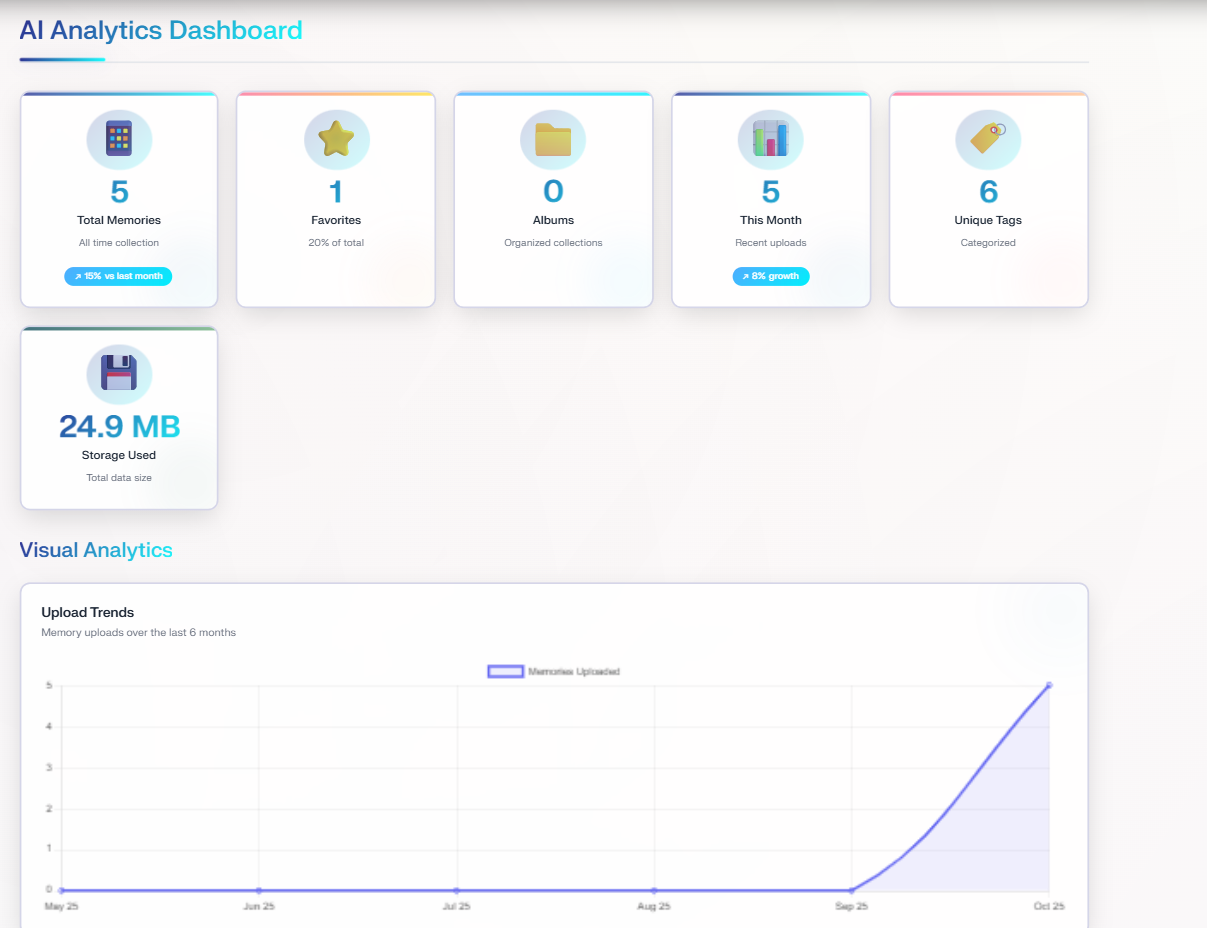 AI Analytics Dashboard
5
Total Memories
All time collection
↗ 15% vs last month
1
Favorites
20% of total
0
Albums
Organized collections
5
This Month
Recent uploads
↗ 8% growth
6
Unique Tags
Categorized
24.9 MB
Storage Used
Total data size
Visual Analytics
Upload Trends
Memory uploads over the last 6 months
Memories Uploaded
5
4
3
2
1
0
May 25 Jun 25 Jul 25 Aug 25 Sep 25 Oct 25